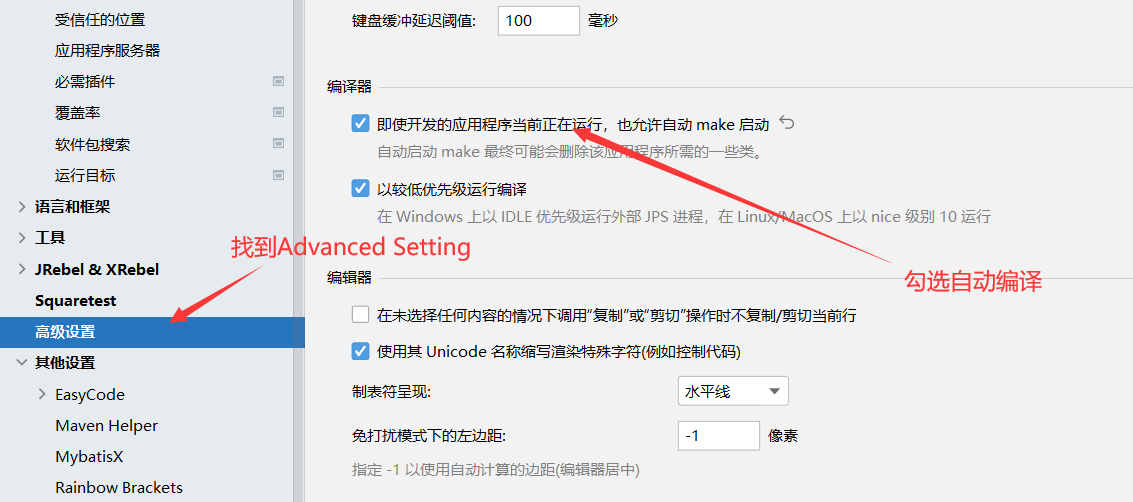 受信任的位置
应用程序服务器
必需插件
覆盖率
软件包搜索
运行目标
语言和框架
工具
JRebel & XRebel
Squaretest
高级设置
其他设置
EasyCode
Maven Helper
MybatisX
Rainbow Brackets
找到Advanced Setting
键盘缓冲延迟阈值: 100 毫秒
编译器
即使开发的应用程序当前正在运行，也允许自动 make 启动
自动启动 make 最终可能会删除该应用程序所需的一些类。
以较低优先级运行编译
在 Windows 上以 IDLE 优先级运行外部 JPS 进程，在 Linux/MacOS 上以 nice 级别 10 运行
勾选自动编译
编辑器
在未选择任何内容的情况下调用“复制”或“剪切”操作时不复制/剪切当前行
使用其 Unicode 名称缩写渲染特殊字符(例如控制代码)
制表符呈现: 水平线
免打扰模式下的左边距: -1 像素
指定 -1 以使用自动计算的边距(编辑器居中)